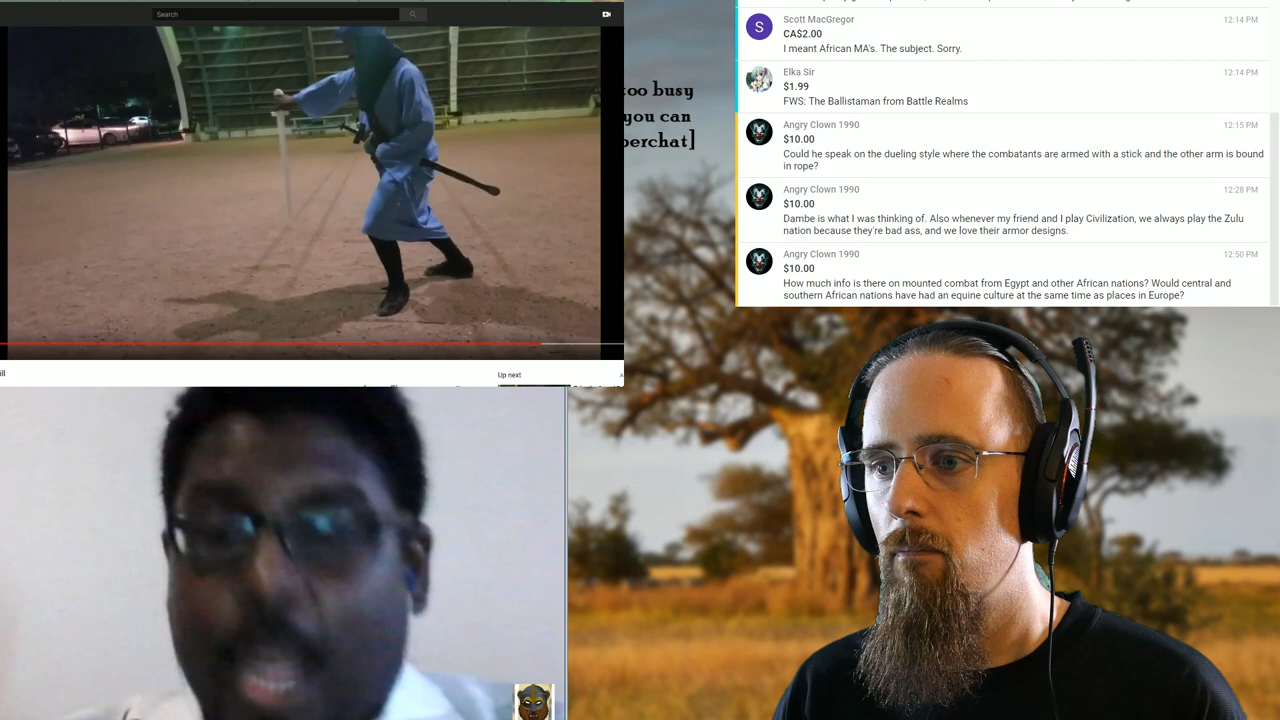 Search
ill
Up next
too busy
you can
perchat]
Scott MacGregor
12:14 PM
S
CA$2.00
I meant African MA's. The subject. Sorry.
Elka Sir
12:14 PM
$1.99
FWS: The Ballistaman from Battle Realms
Angry Clown 1990
12:15 PM
$10.00
Could he speak on the dueling style where the combatants are armed with a stick and the other arm is bound
in rope?
Angry Clown 1990
12:28 PM
$10.00
Dambe is what I was thinking of. Also whenever my friend and I play Civilization, we always play the Zulu
nation because they're bad ass, and we love their armor designs.
Angry Clown 1990
12:50 PM
$10.00
How much info is there on mounted combat from Egypt and other African nations? Would central and
southern African nations have had an equine culture at the same time as places in Europe?